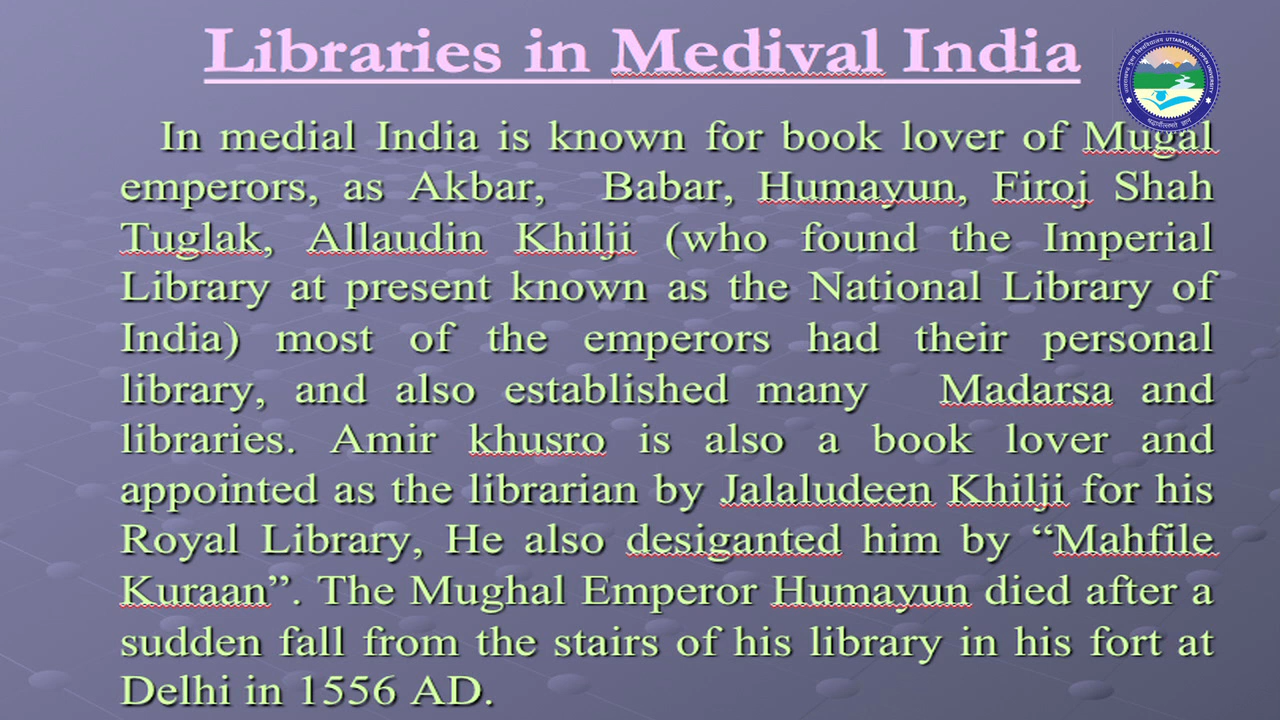 Libraries in Medival India
In medial India is known for book lover of Mugal
emperors, as Akbar, Babar, Humayun, Firoj Shah
Tuglak, Allaudin Khilji (who found the Imperial
Library at present known as the National Library of
India) most of the emperors had their personal
library, and also established many Madarsa and
libraries. Amir khusro is also a book lover and
appointed as the librarian by Jalaludeen Khilji for his
Royal Library, He also desiganted him by “Mahfile
Kuraan”. The Mughal Emperor Humayun died after a
sudden fall from the stairs of his library in his fort at
Delhi in 1556 AD.
UTTARAKHAND OPEN UNIVERSITY